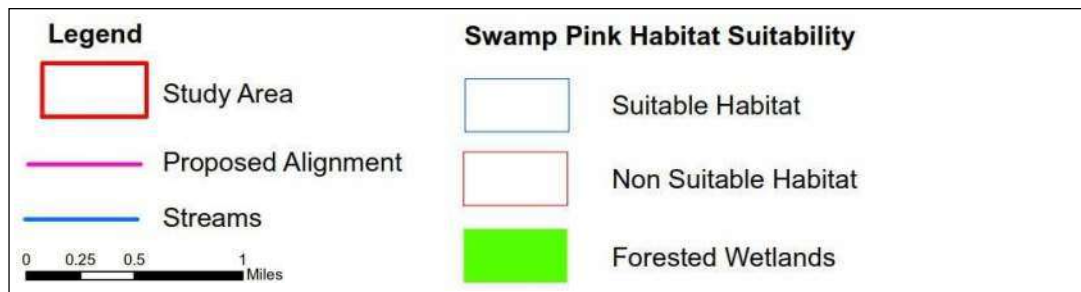 Legend
Study Area
Proposed Alignment
Streams
0 0.25 0.5 1
Miles
Swamp Pink Habitat Suitability
Suitable Habitat
Non Suitable Habitat
Forested Wetlands